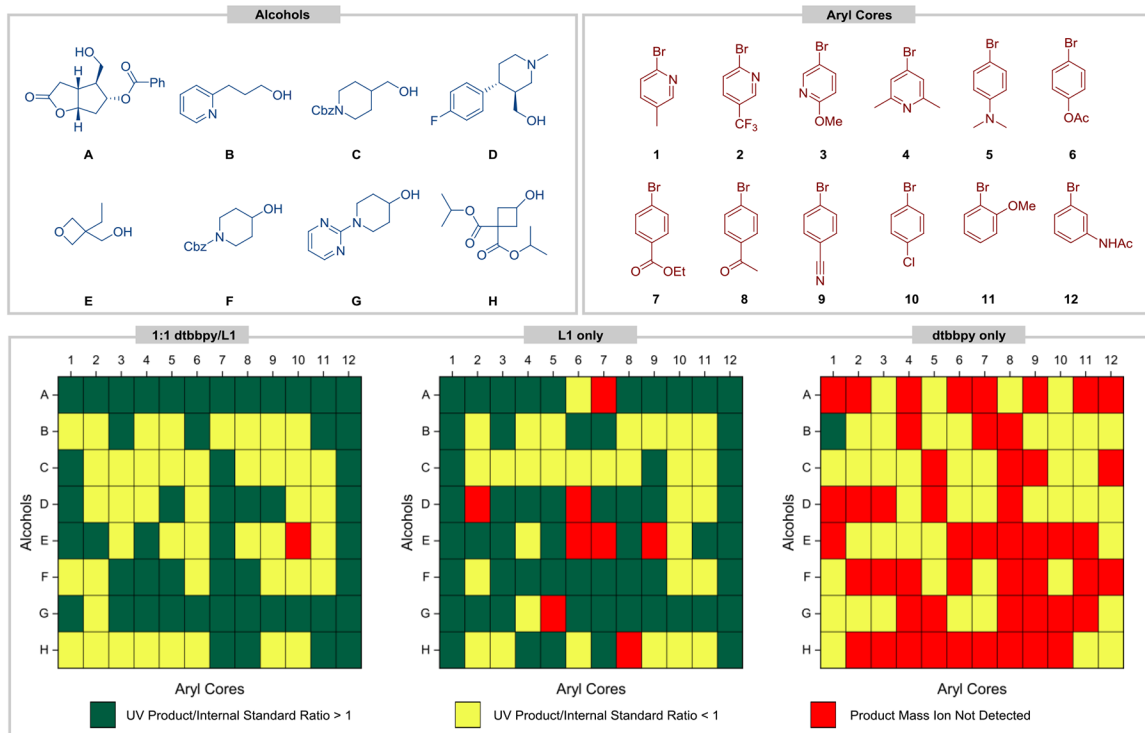 Alcohols
HO
H
O
O
Ph
O
O
H
A
OH
N
B
OH
CbzN
C
N
CH3
F
OH
D
O
OH
E
OH
N
Cbz
F
OH
N
N
N
G
OH
O
O
O
O
H
Aryl Cores
Br
N
1
Br
N
CF3
2
Br
N
OMe
3
Br
Me
N
Me
4
Br
N
5
Br
OAc
6
Br
O
OEt
7
Br
O
8
Br
N
9
Br
Cl
10
Br
OMe
11
Br
NHAc
12
1:1 dtbbpy/L1
1 2 3 4 5 6 7 8 9 10 11 12
A
B
C
D
E
F
G
H
Alcohols
Aryl Cores
L1 only
1 2 3 4 5 6 7 8 9 10 11 12
A
B
C
D
E
F
G
H
Alcohols
Aryl Cores
dtbbpy only
1 2 3 4 5 6 7 8 9 10 11 12
A
B
C
D
E
F
G
H
Alcohols
Aryl Cores
UV Product/Internal Standard Ratio > 1
UV Product/Internal Standard Ratio < 1
Product Mass Ion Not Detected